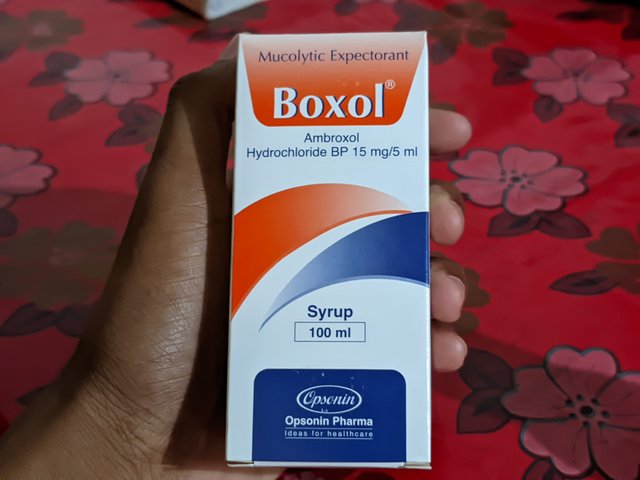 Mucolytic Expectorant
Boxol®
Ambroxol
Hydrochloride BP 15 mg/5 ml
Syrup
100 ml
Opsonin
Opsonin Pharma
Ideas for healthcare